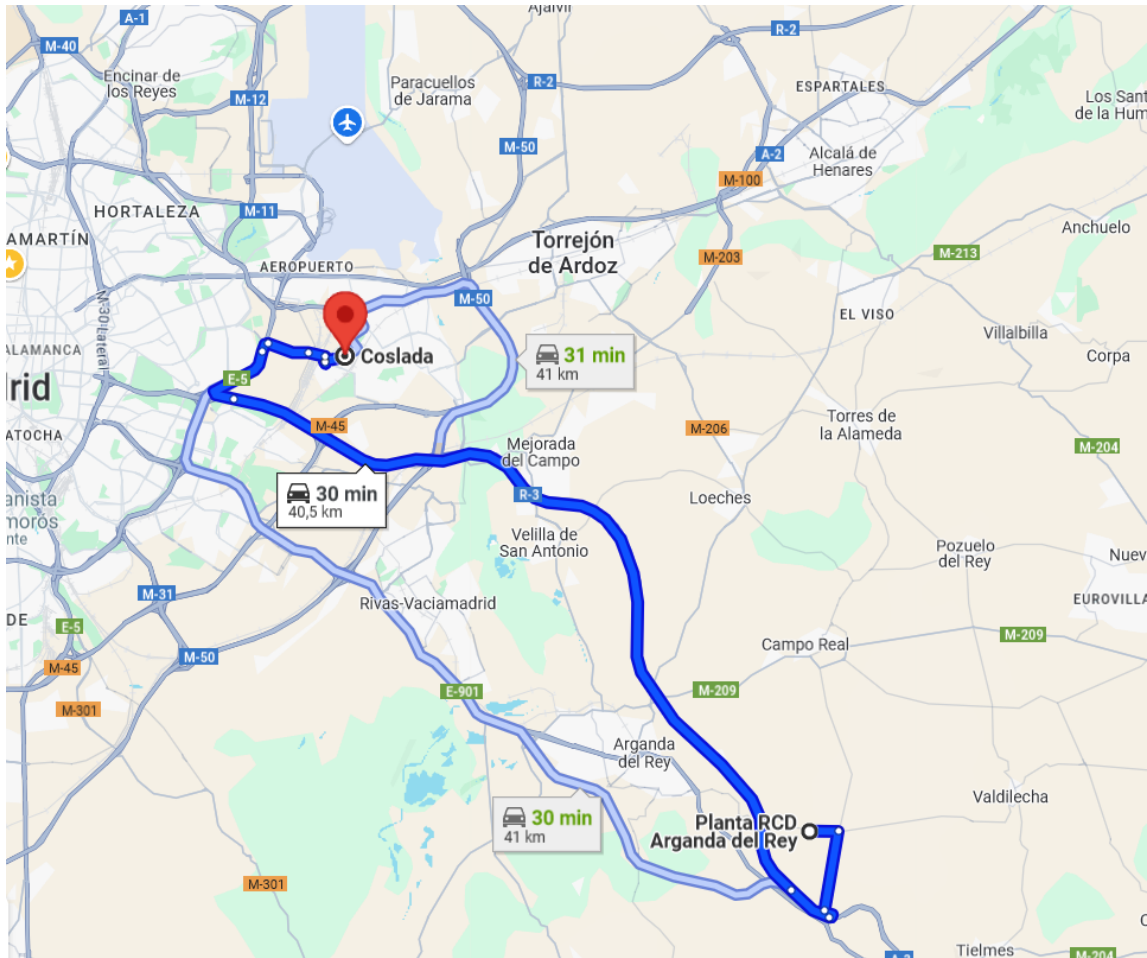 Ajalvir
A-1
R-2
M-40
Encinar de
los Reyes
Paracuellos
de Jarama
R-2
ESPARTALES
Los Sant
de la Hum
M-12
M-50
A-2
Alcalá de
Henares
M-100
HORTALEZA
M-11
AMARTÍN
Torrejón
de Ardoz
M-203
M-213
Anchuelo
AEROPUERTO
M-50
M-30 Lateral
EL VISO
Villalbilla
ALAMANCA
Coslada
31 min
41 km
Corpa
E-5
rid
M-45
ATOCHA
Mejorada
del Campo
M-206
Torres de
la Alameda
M-204
30 min
40,5 km
R-3
Loeches
anista
morós
nte
Velilla de
San Antonio
Pozuelo
del Rey
Nuev
M-31
Rivas-Vaciamadrid
EUROVILLA
DE
E-5
M-50
M-45
Campo Real
M-209
M-301
E-901
M-209
Arganda
del Rey
Valdilecha
30 min
41 km
Planta RCD
Arganda del Rey
M-301
Tielmes
A-3
M-204